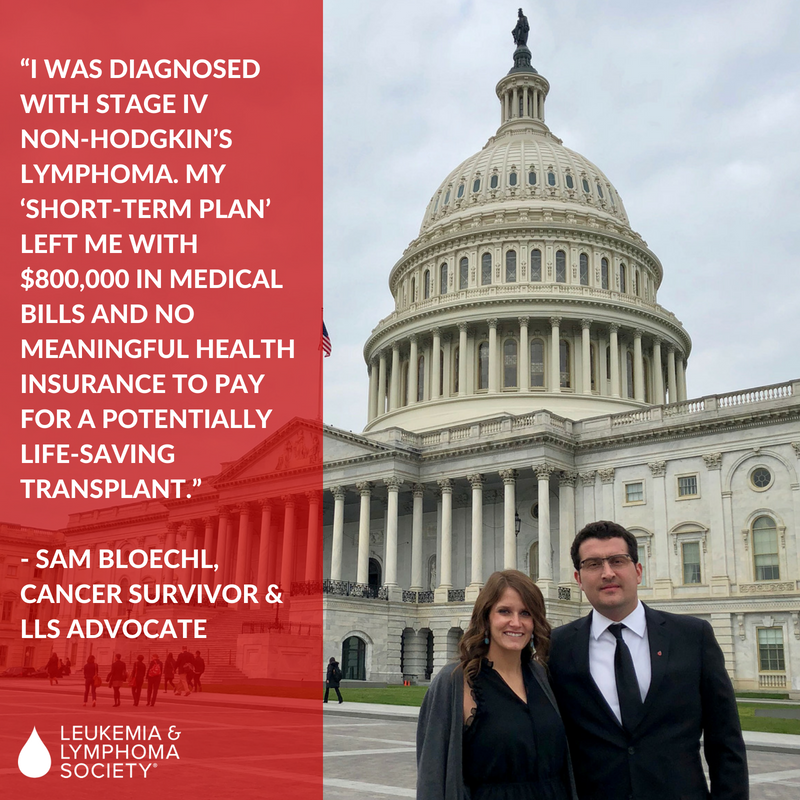 “I WAS DIAGNOSED
WITH STAGE IV
NON-HODGKIN’S
LYMPHOMA. MY
‘SHORT-TERM PLAN’
LEFT ME WITH
$800,000 IN MEDICAL
BILLS AND NO
MEANINGFUL HEALTH
INSURANCE TO PAY
FOR A POTENTIALLY
LIFE-SAVING
TRANSPLANT.”
- SAM BLOECHL,
CANCER SURVIVOR &
LLS ADVOCATE
LEUKEMIA &
LYMPHOMA
SOCIETY®